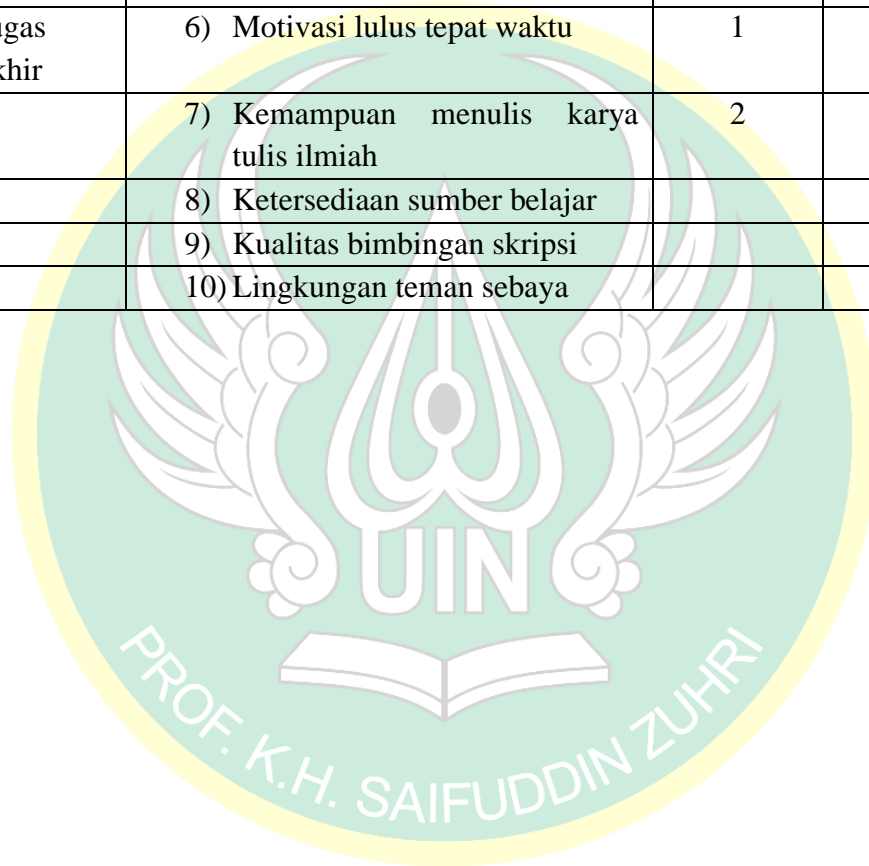 ugas 6) Motivasi lulus tepat waktu 1
khir
7) Kemampuan menulis karya 2
tulis ilmiah
8) Ketersediaan sumber belajar
9) Kualitas bimbingan skripsi
10) Lingkungan teman sebaya
UIN
PROF. K.H. SAIFUDDIN ZUHRI